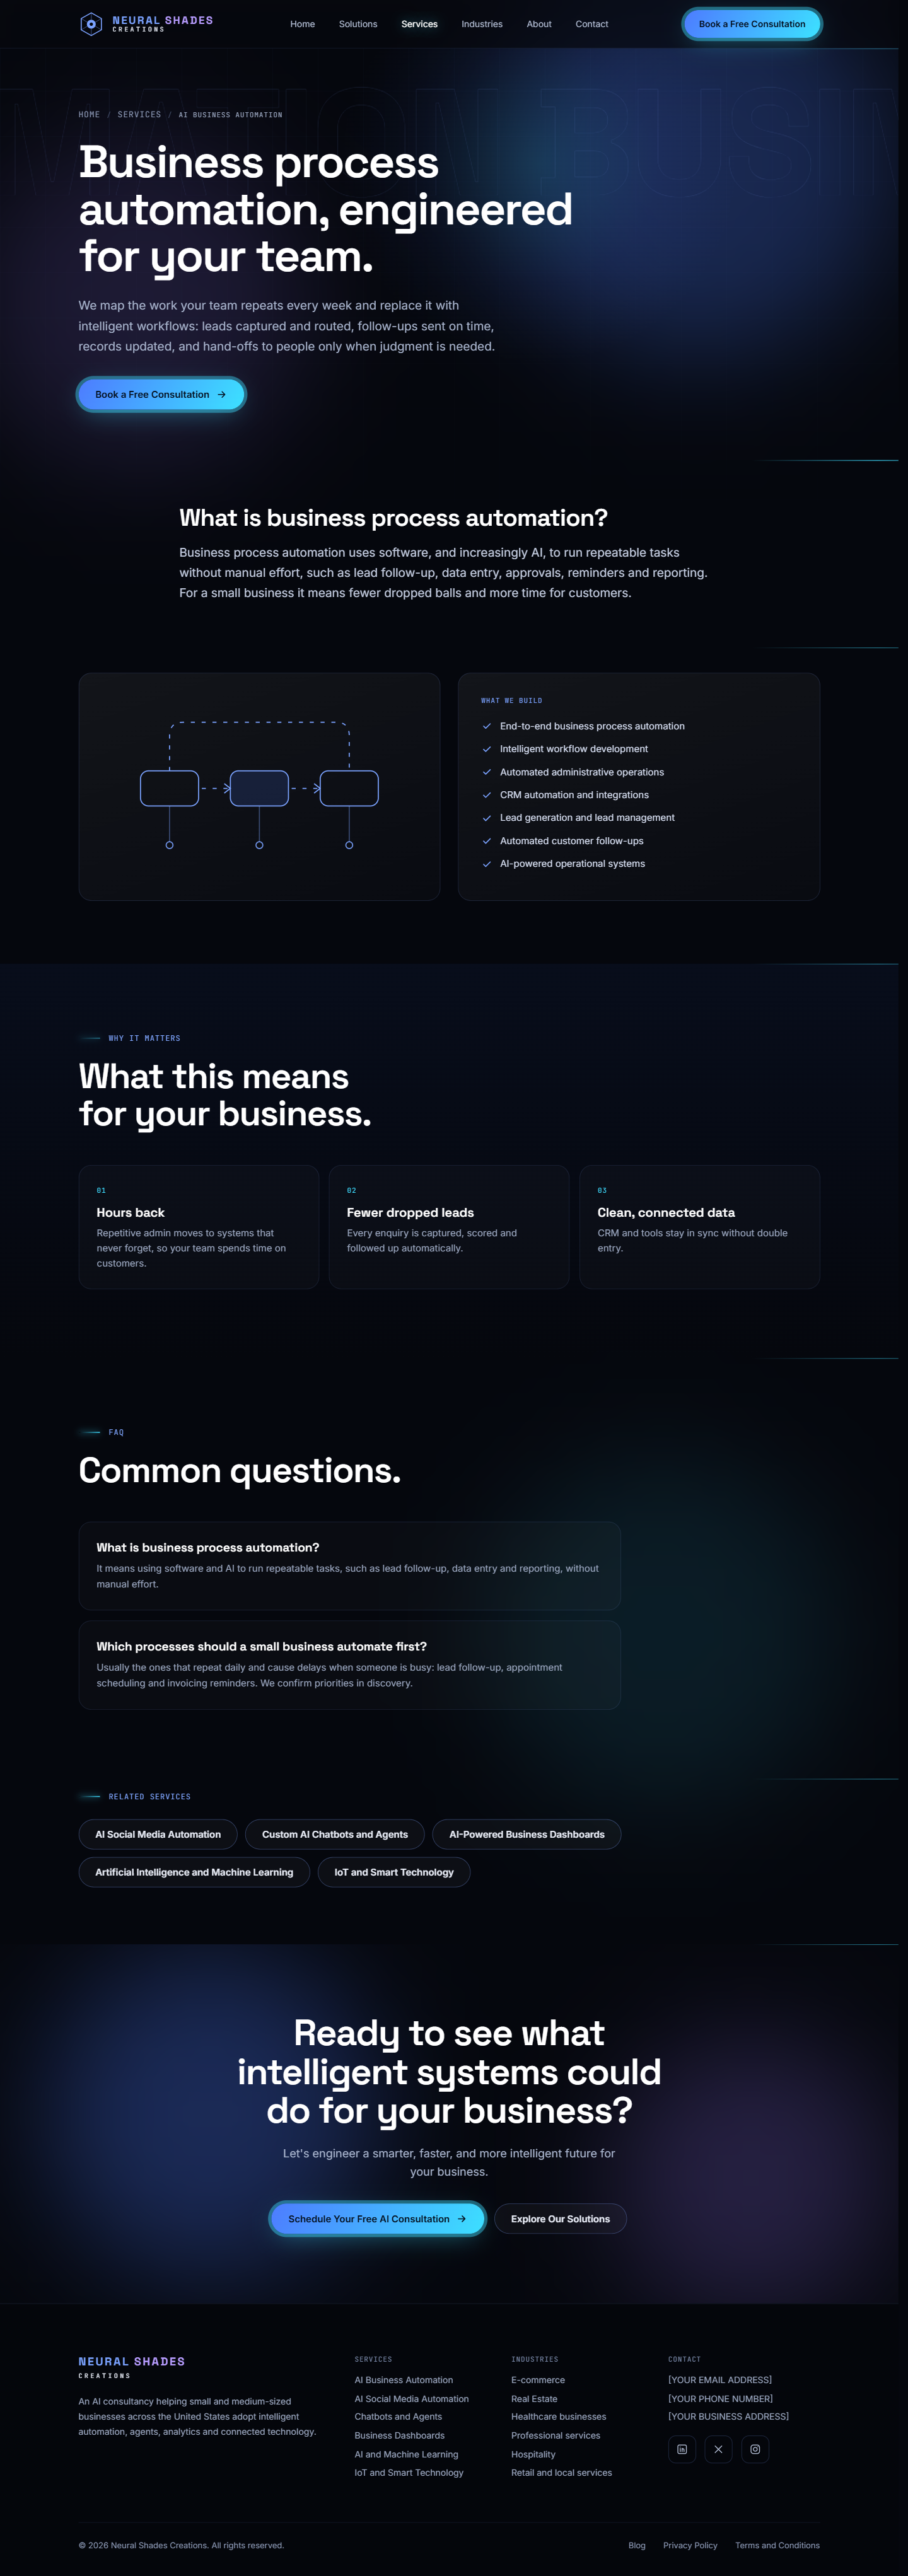 NEURAL SHADES
CREATIONS
Home
Solutions
Services
Industries
About
Contact
Book a Free Consultation
HOME / SERVICES / AI BUSINESS AUTOMATION
Business process
automation, engineered
for your team.
We map the work your team repeats every week and replace it with
intelligent workflows: leads captured and routed, follow-ups sent on time,
records updated, and hand-offs to people only when judgment is needed.
Book a Free Consultation
What is business process automation?
Business process automation uses software, and increasingly AI, to run repeatable tasks
without manual effort, such as lead follow-up, data entry, approvals, reminders and reporting.
For a small business it means fewer dropped balls and more time for customers.
WHAT WE BUILD
End-to-end business process automation
Intelligent workflow development
Automated administrative operations
CRM automation and integrations
Lead generation and lead management
Automated customer follow-ups
AI-powered operational systems
WHY IT MATTERS
What this means
for your business.
01
Hours back
Repetitive admin moves to systems that
never forget, so your team spends time on
customers.
02
Fewer dropped leads
Every enquiry is captured, scored and
followed up automatically.
03
Clean, connected data
CRM and tools stay in sync without double
entry.
FAQ
Common questions.
What is business process automation?
It means using software and AI to run repeatable tasks, such as lead follow-up, data entry and reporting, without
manual effort.
Which processes should a small business automate first?
Usually the ones that repeat daily and cause delays when someone is busy: lead follow-up, appointment
scheduling and invoicing reminders. We confirm priorities in discovery.
RELATED SERVICES
AI Social Media Automation
Custom AI Chatbots and Agents
AI-Powered Business Dashboards
Artificial Intelligence and Machine Learning
IoT and Smart Technology
Ready to see what
intelligent systems could
do for your business?
Let's engineer a smarter, faster, and more intelligent future for
your business.
Schedule Your Free AI Consultation
Explore Our Solutions
NEURAL SHADES
CREATIONS
An AI consultancy helping small and medium-sized
businesses across the United States adopt intelligent
automation, agents, analytics and connected technology.
SERVICES
AI Business Automation
AI Social Media Automation
Chatbots and Agents
Business Dashboards
AI and Machine Learning
IoT and Smart Technology
INDUSTRIES
E-commerce
Real Estate
Healthcare businesses
Professional services
Hospitality
Retail and local services
CONTACT
[YOUR EMAIL ADDRESS]
[YOUR PHONE NUMBER]
[YOUR BUSINESS ADDRESS]
© 2026 Neural Shades Creations. All rights reserved.
Blog
Privacy Policy
Terms and Conditions